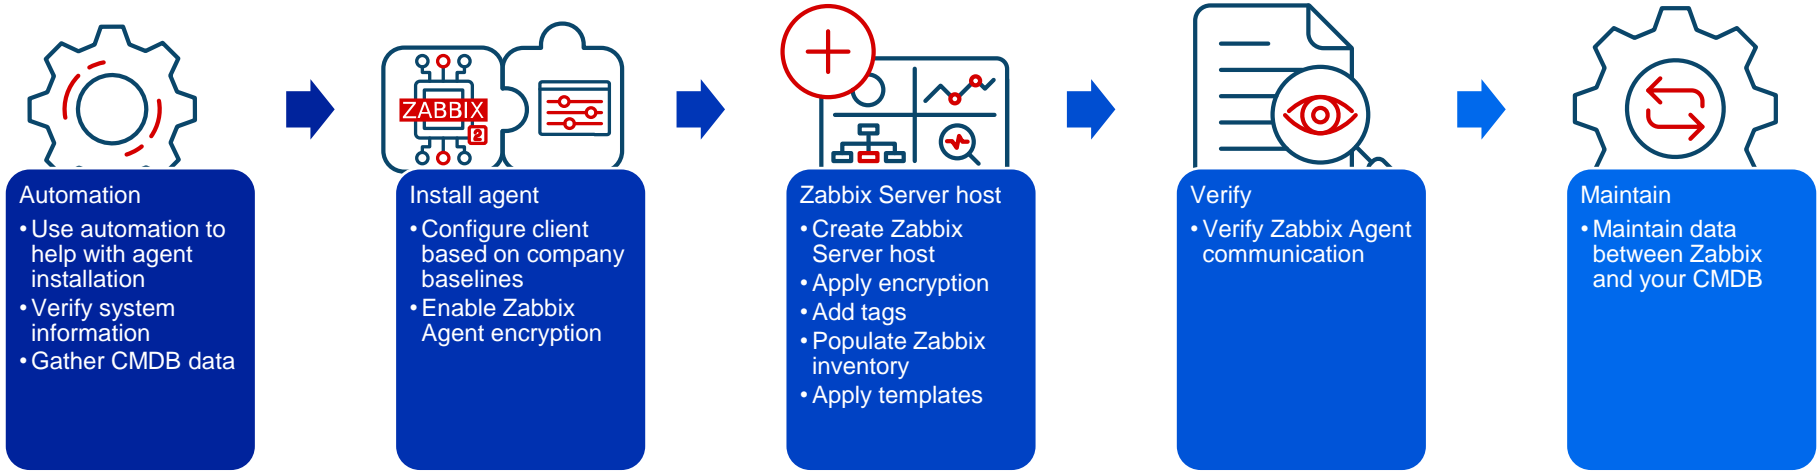 ZABBIX
2
Automation
• Use automation to
help with agent
installation
• Verify system
information
• Gather CMDB data
Install agent
• Configure client
based on company
baselines
• Enable Zabbix
Agent encryption
Zabbix Server host
• Create Zabbix
Server host
• Apply encryption
• Add tags
• Populate Zabbix
inventory
• Apply templates
Verify
• Verify Zabbix Agent
communication
Maintain
• Maintain data
between Zabbix
and your CMDB